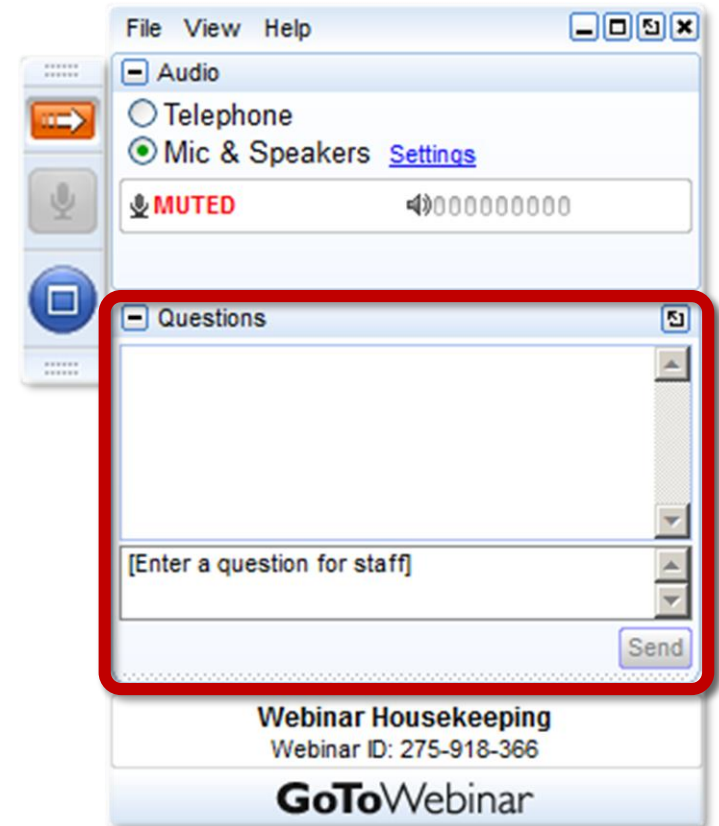 File View Help
Audio
Telephone
Mic & Speakers Settings
MUTED 000000000
Questions
[Enter a question for staff]
Send
Webinar Housekeeping
Webinar ID: 275-918-366
GoToWebinar